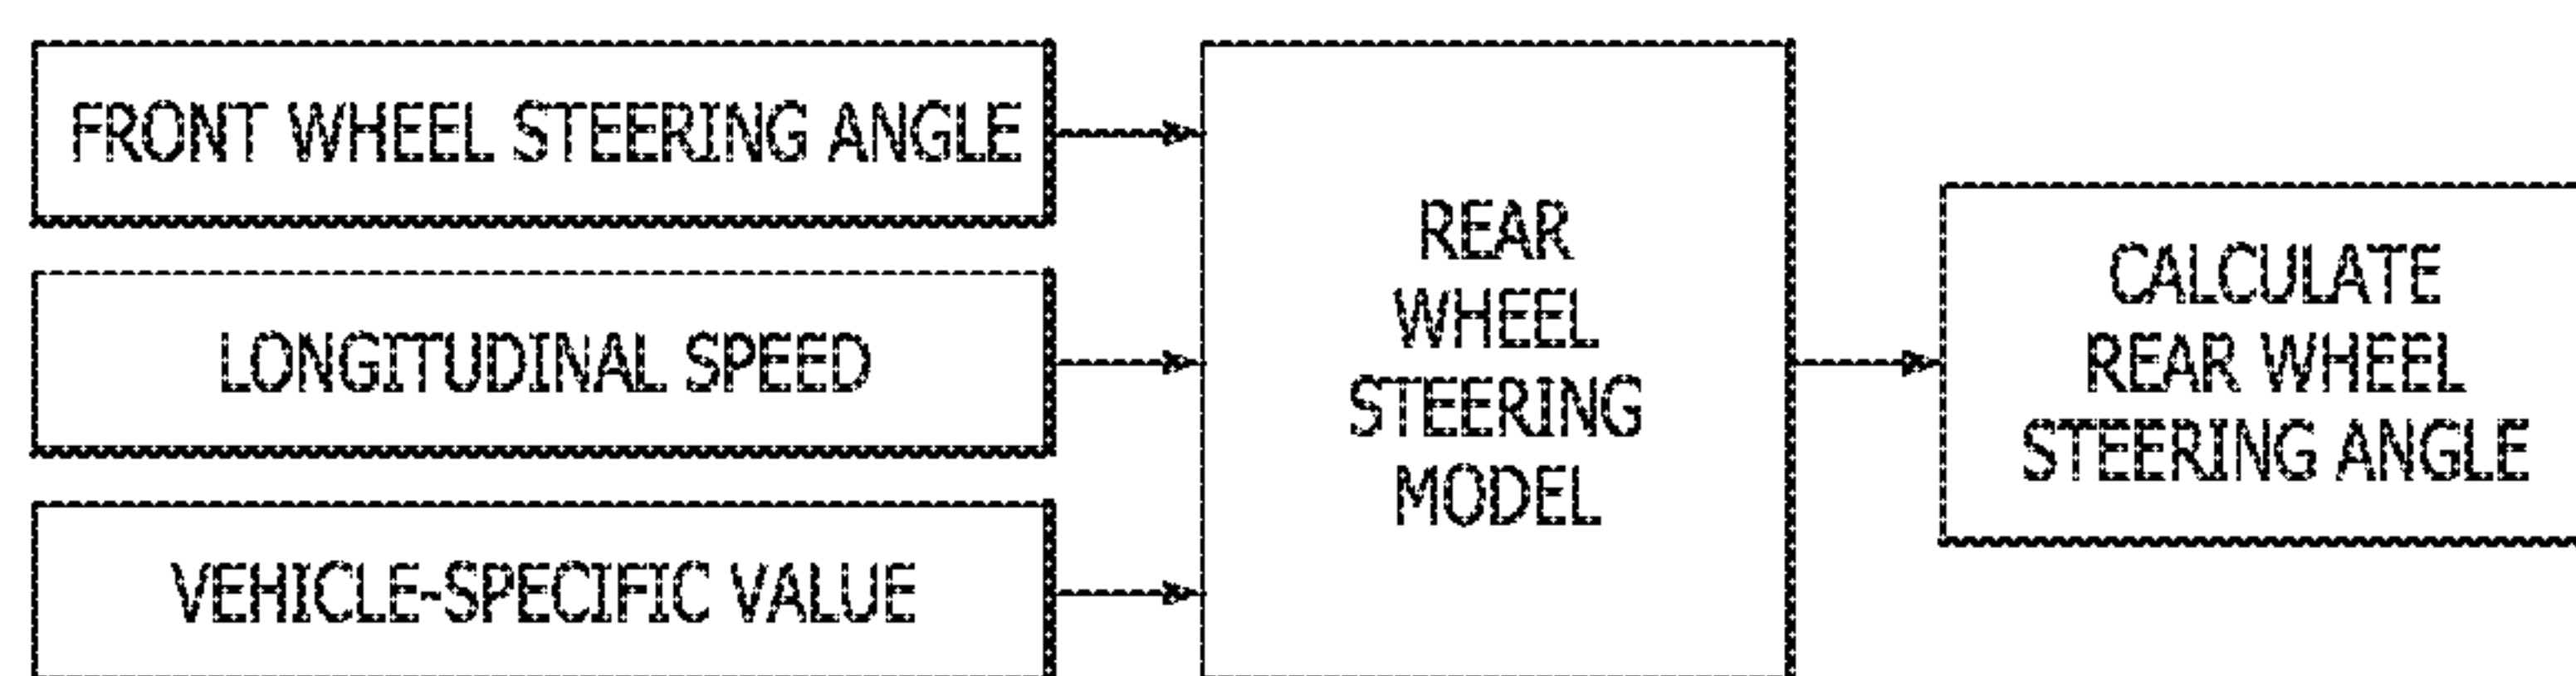 FRONT WHEEL STEERING ANGLE
LONGITUDINAL SPEED
VEHICLE-SPECIFIC VALUE
REAR
WHEEL
STEERING
MODEL
CALCULATE
REAR WHEEL
STEERING ANGLE